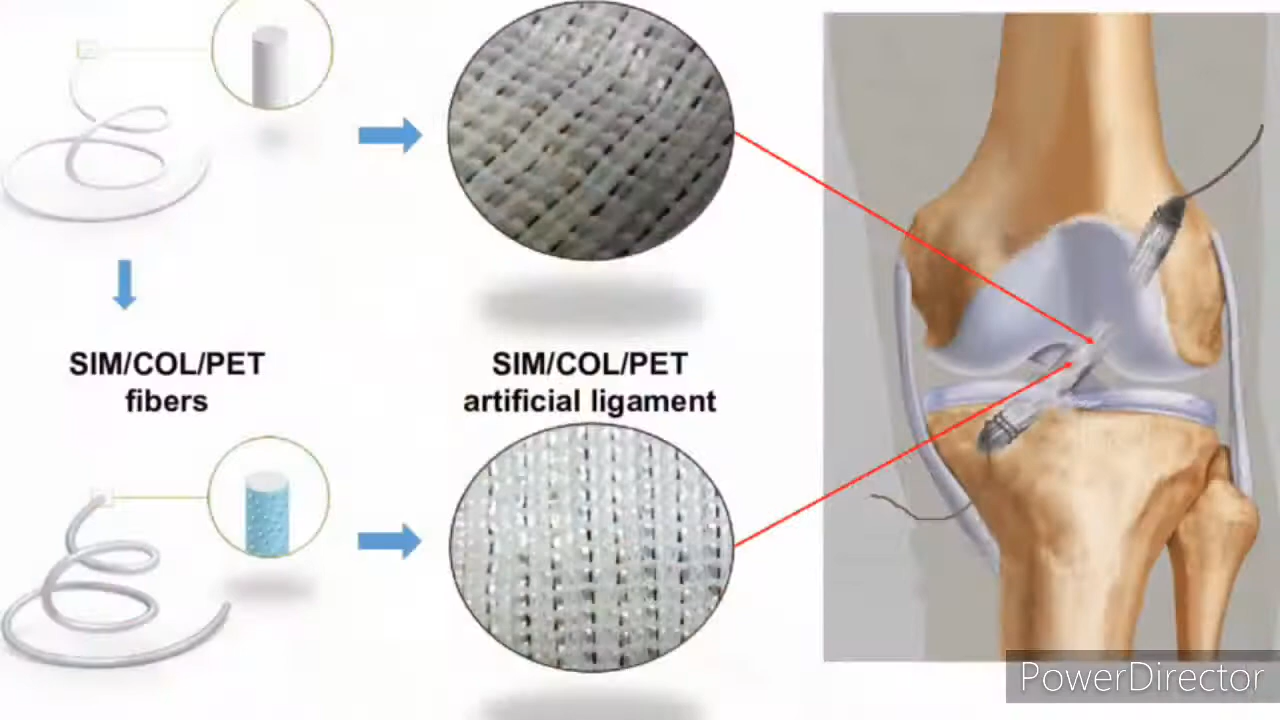 SIM/COL/PET
fibers
SIM/COL/PET
artificial ligament
PowerDirector